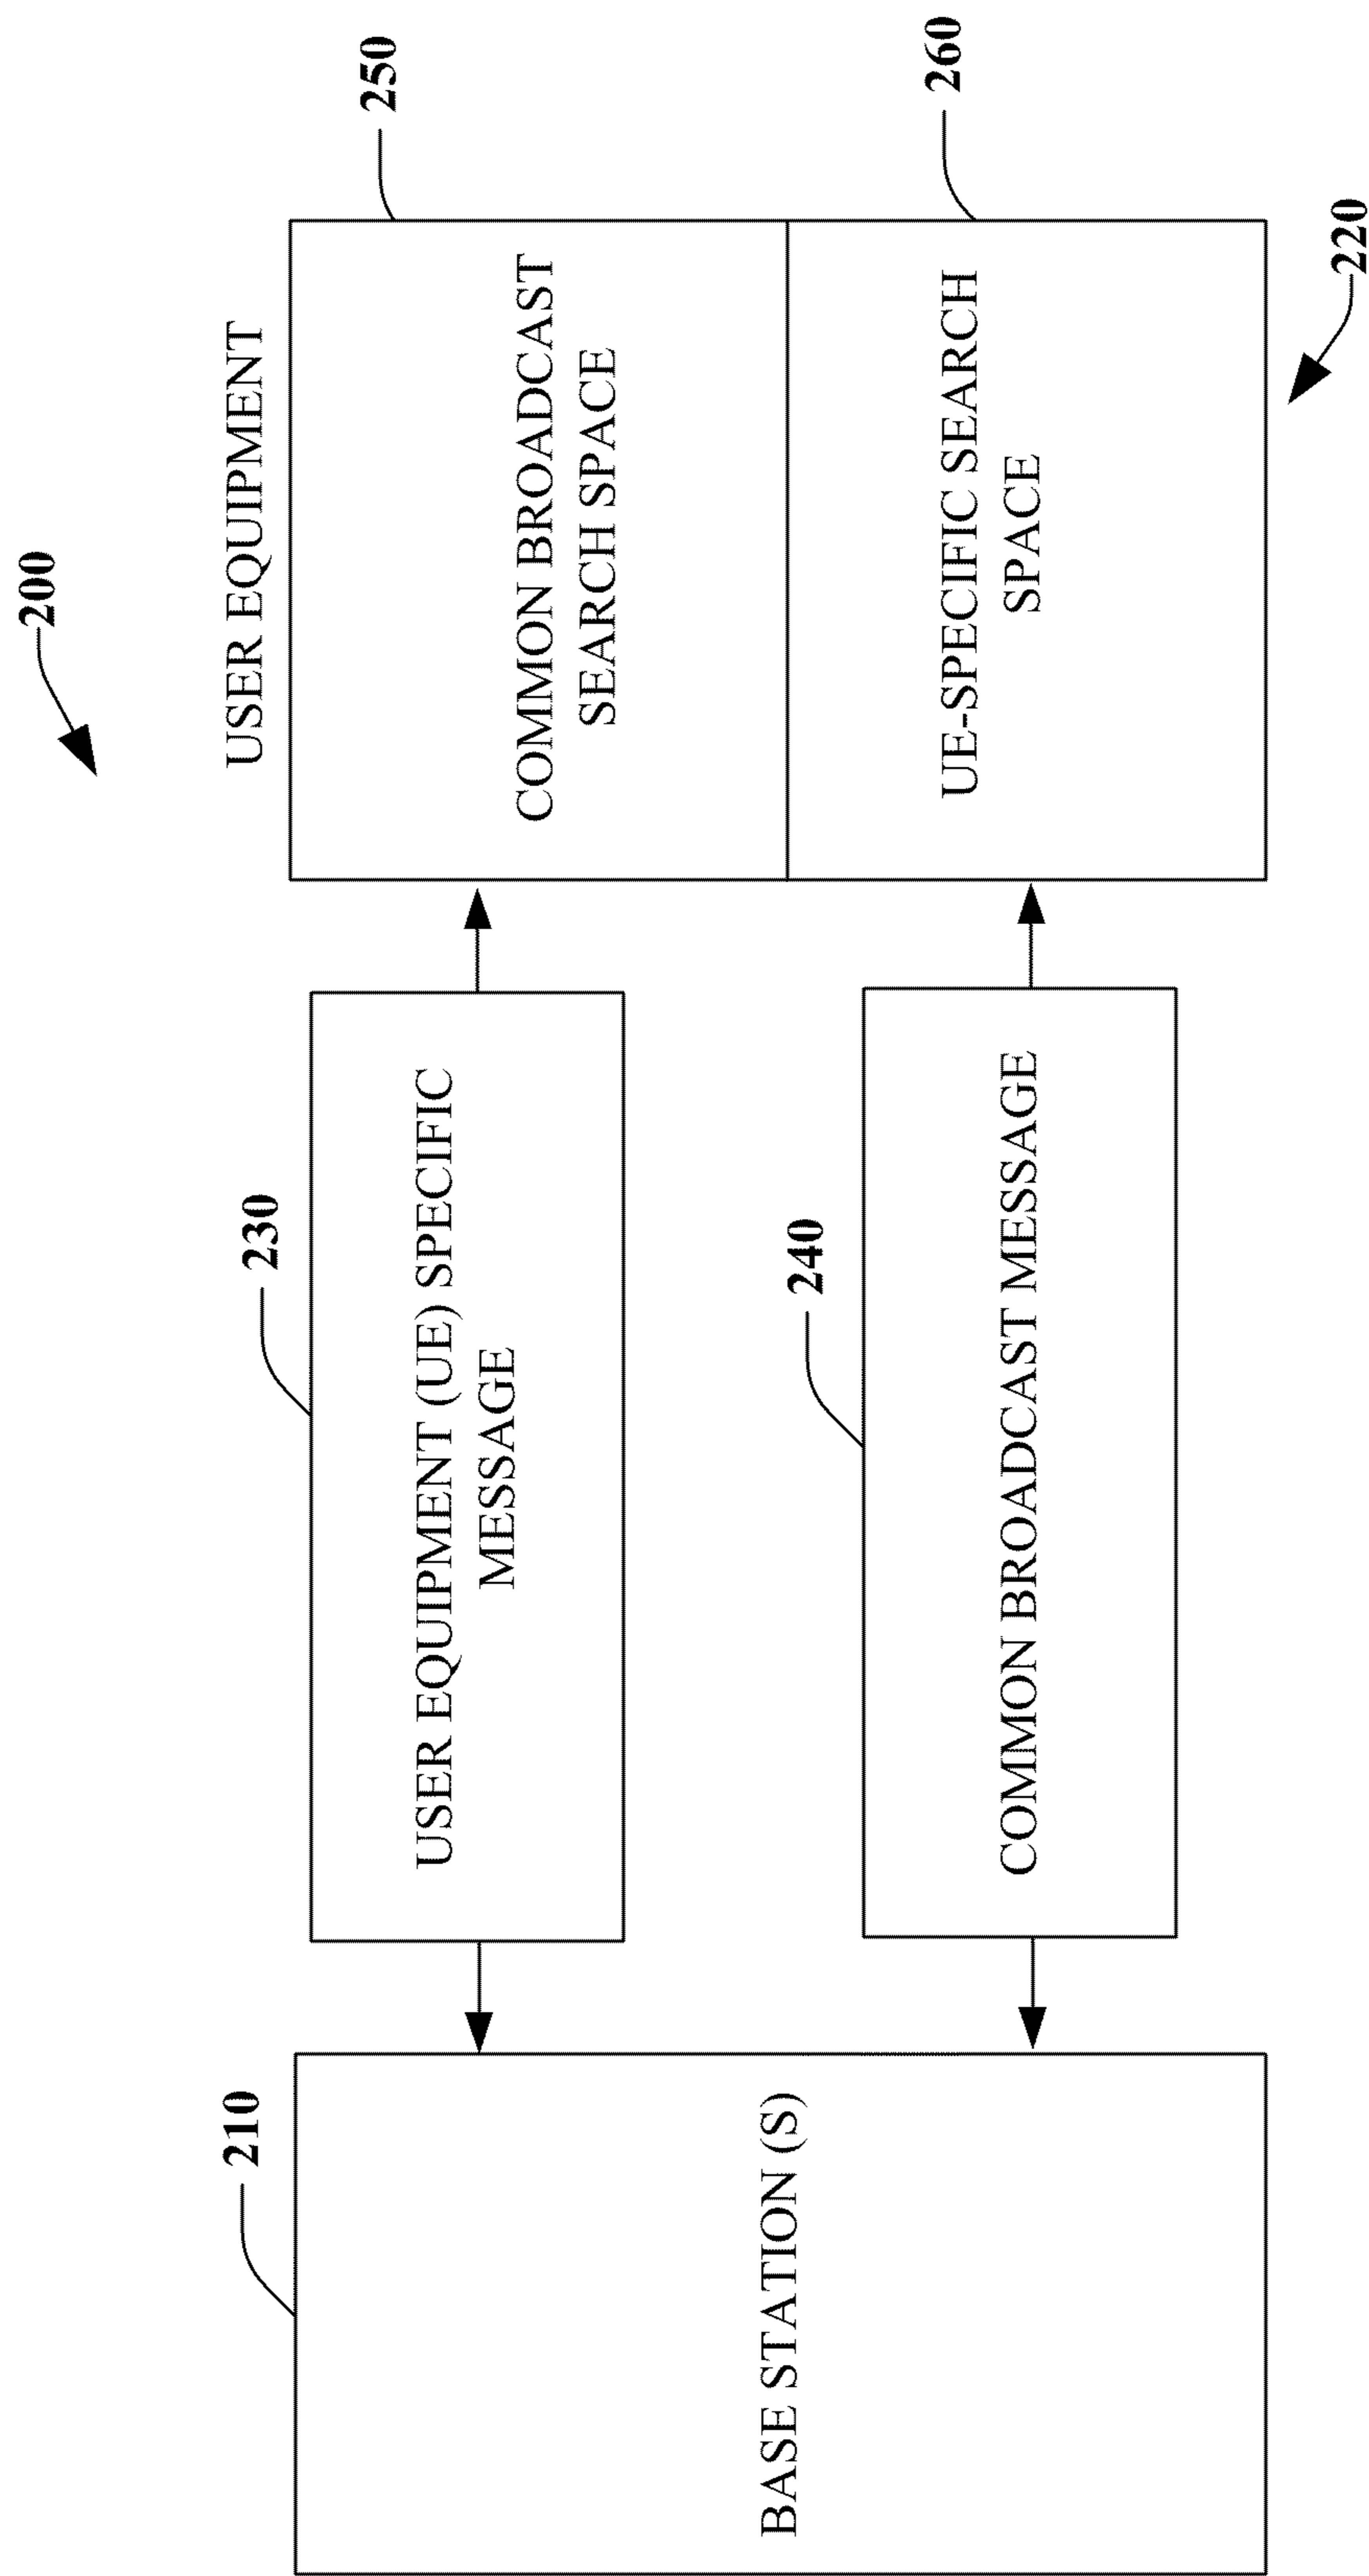 200
USER EQUIPMENT
210
BASE STATION (S)
230
USER EQUIPMENT (UE) SPECIFIC
MESSAGE
240
COMMON BROADCAST MESSAGE
250
COMMON BROADCAST
SEARCH SPACE
260
UE-SPECIFIC SEARCH
SPACE
220